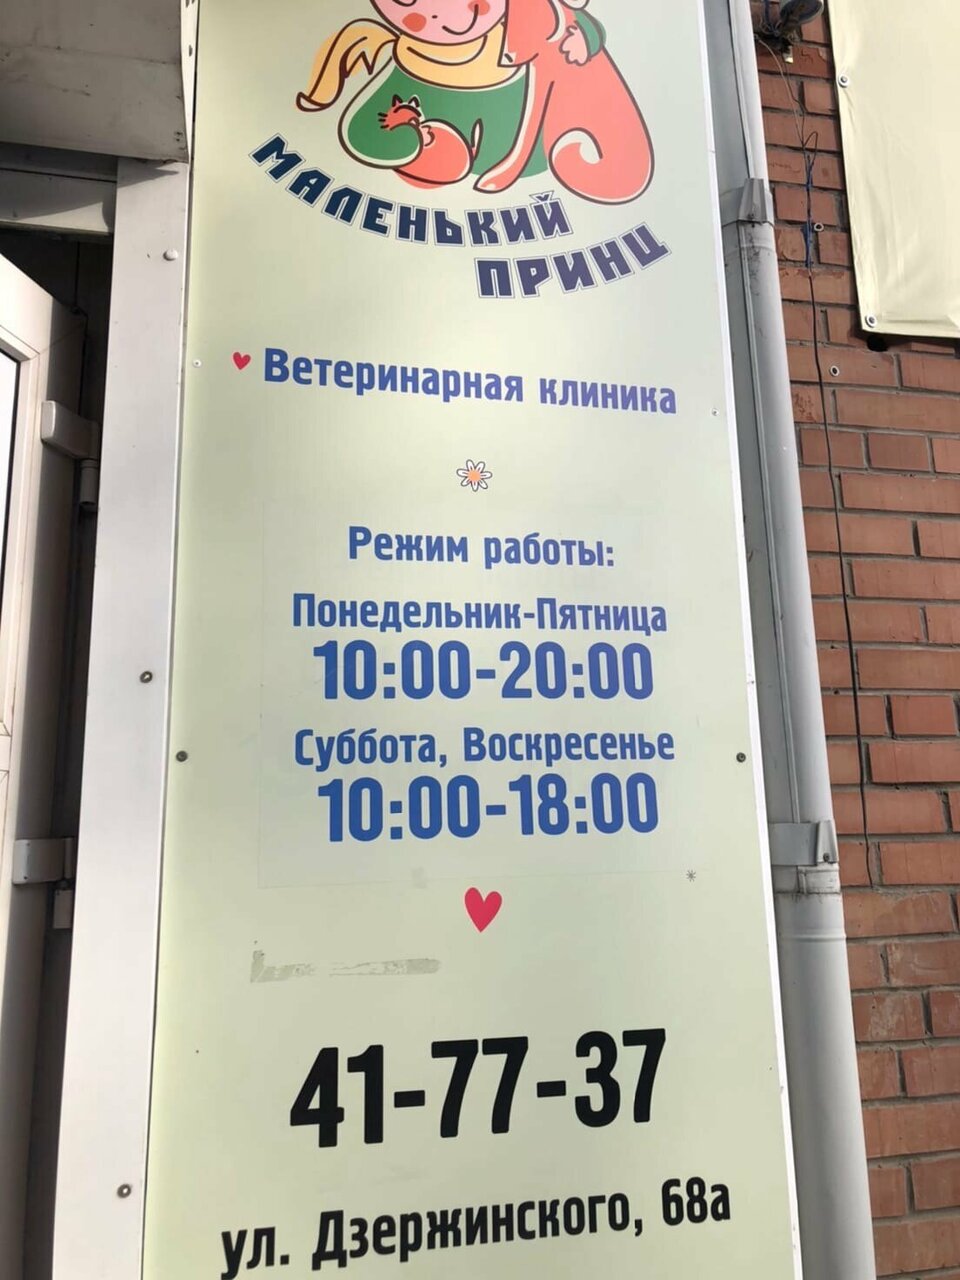 МАЛЕНЬКИЙ
ПРИНЦ
Ветеринарная клиника
Режим работы:
Понедельник-Пятница
10:00-20:00
Суббота, Воскресенье
10:00-18:00
41-77-37
ул. Дзержинского, 68а